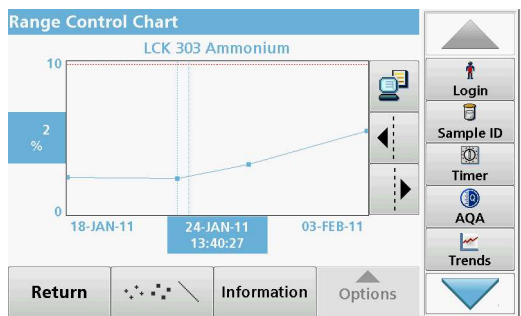 Range Control Chart
LCK 303 Ammonium
10
2
%
0
18-JAN-11
24-JAN-11
13:40:27
03-FEB-11
Return
Information
Options
Login
Sample ID
Timer
AQA
Trends